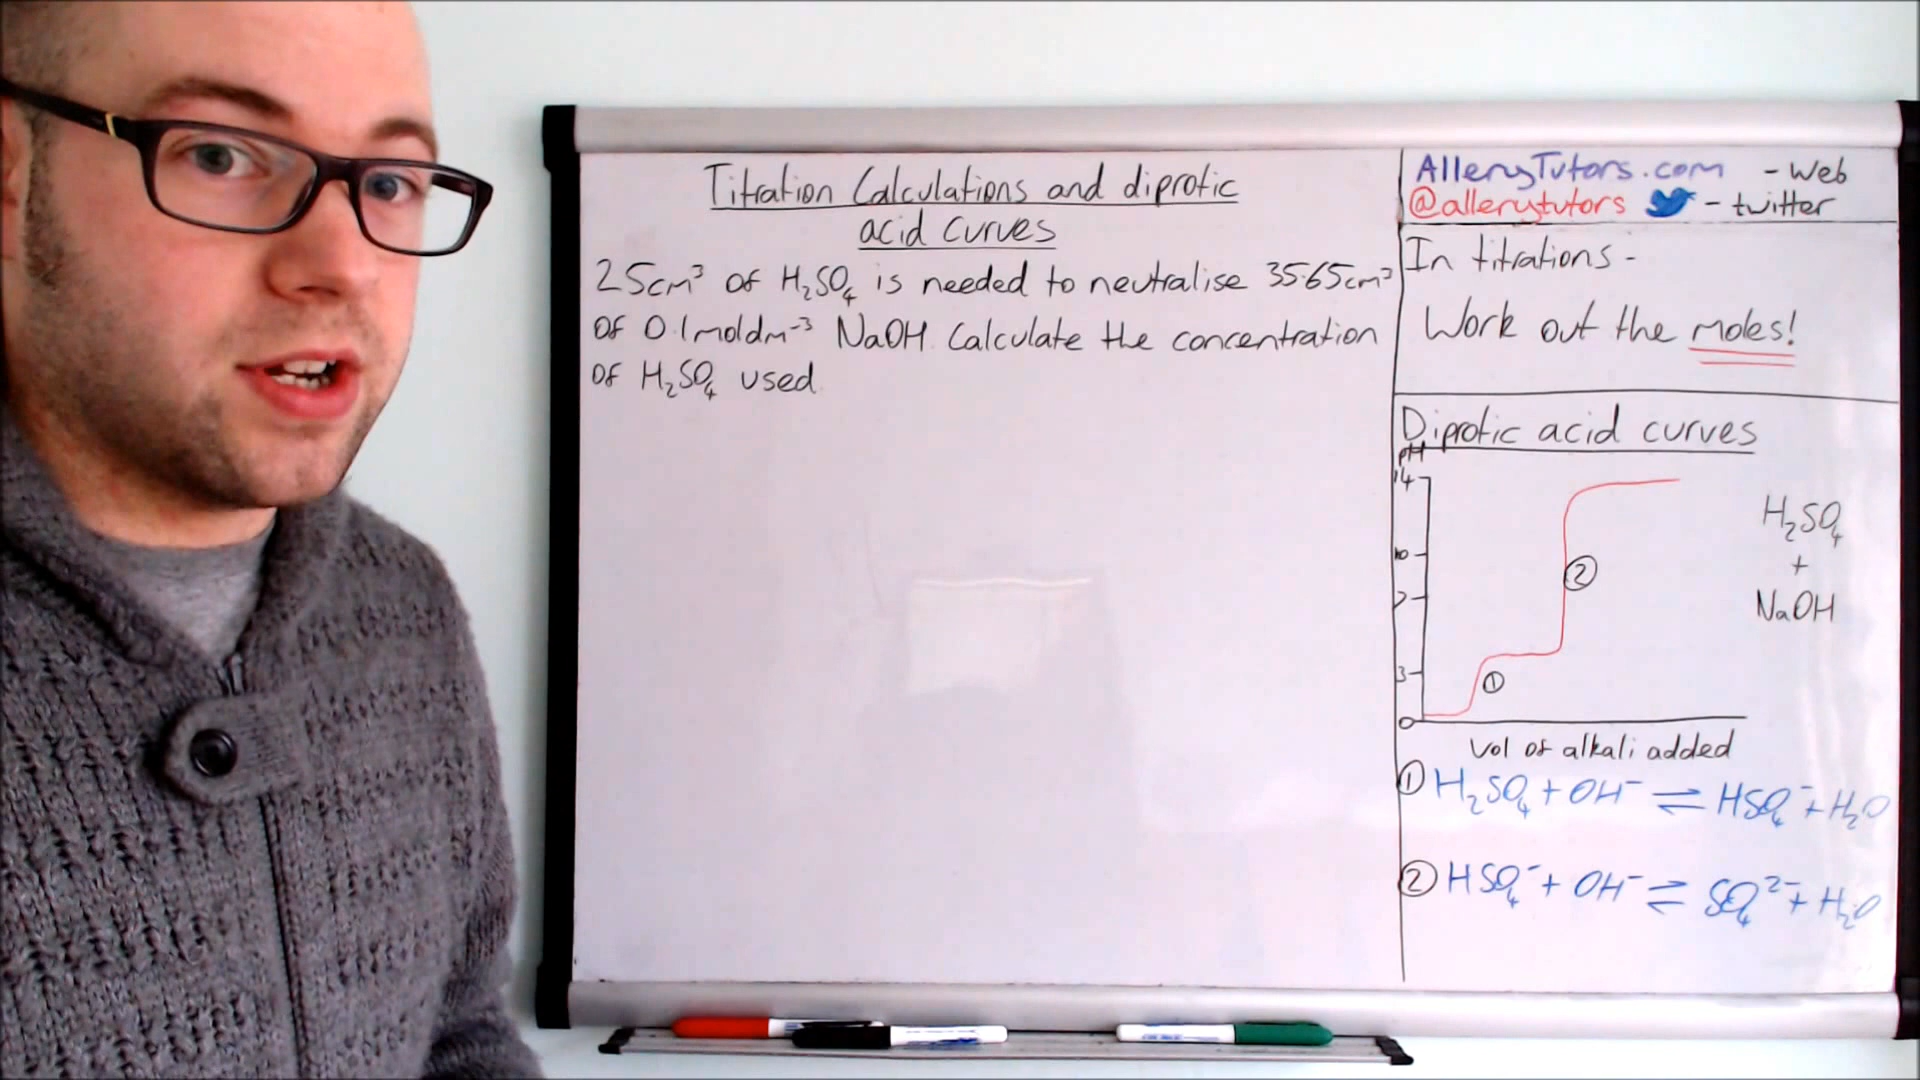 Titration Calculations and diprotic
acid curves
25cm³ of H₂SO₄ is needed to neutralise 35.65cm³
of 0.1moldm⁻³ NaOH. Calculate the concentration
of H₂SO₄ used.
AlleryTutors.com - Web
@allerytutors - twitter
In titrations -
Work out the moles!
Diprotic acid curves
pH
14
10
7
3
0
①
②
H₂SO₄
+
NaOH
Vol of alkali added
① H₂SO₄ + OH⁻ ⇌ HSO₄⁻ + H₂O
② HSO₄⁻ + OH⁻ ⇌ SO₄²⁻ + H₂O